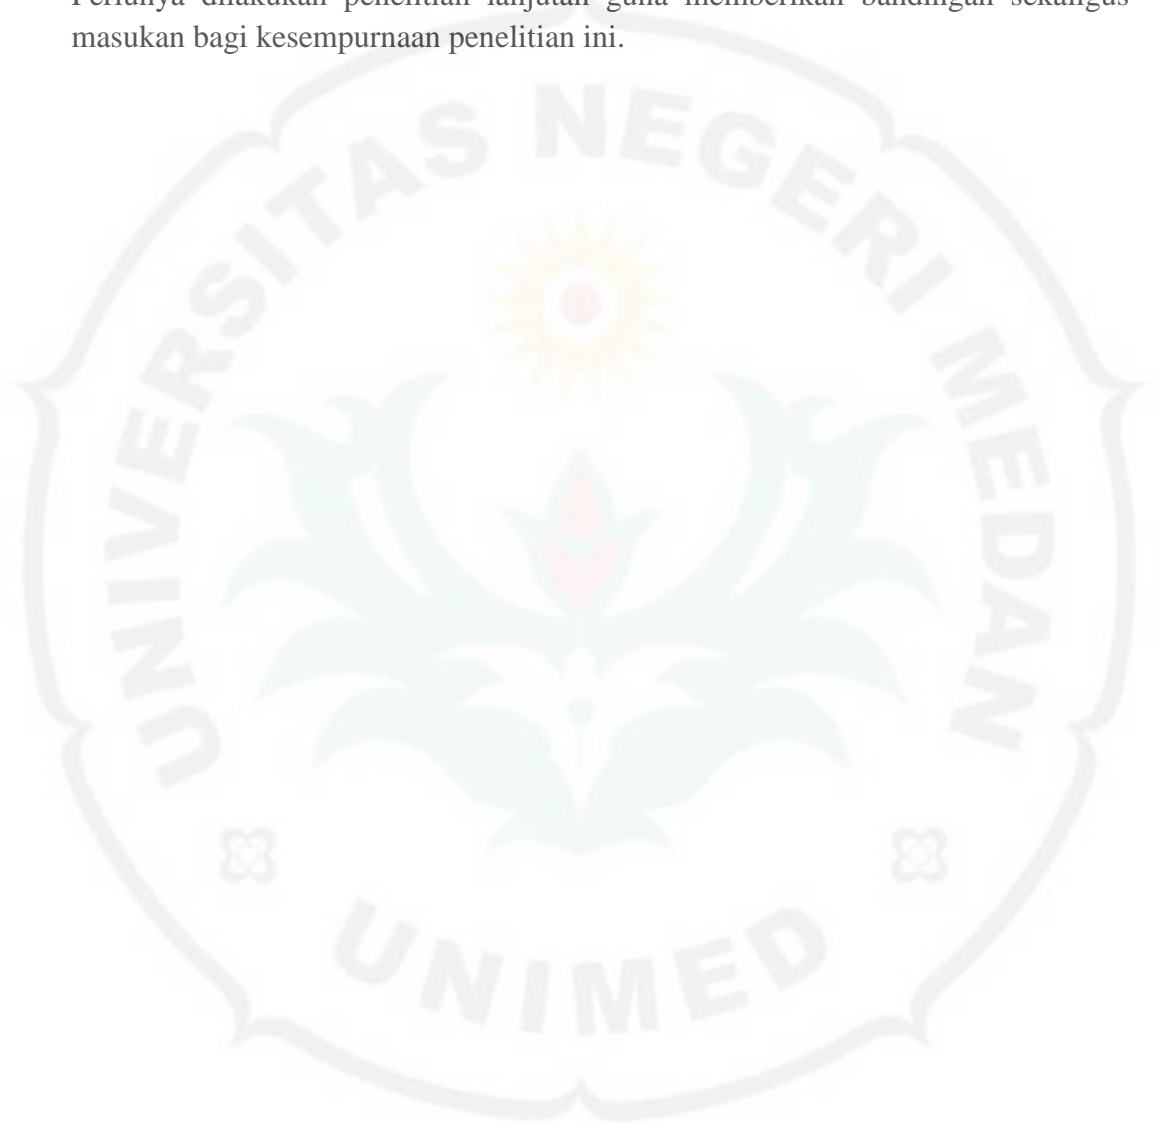 Perlunya dilakukan penelitian lanjutan guna memberikan bandingan sekaligus
masukan bagi kesempurnaan penelitian ini.
UNIVERSITAS NEGERI MEDAN
UNIMED